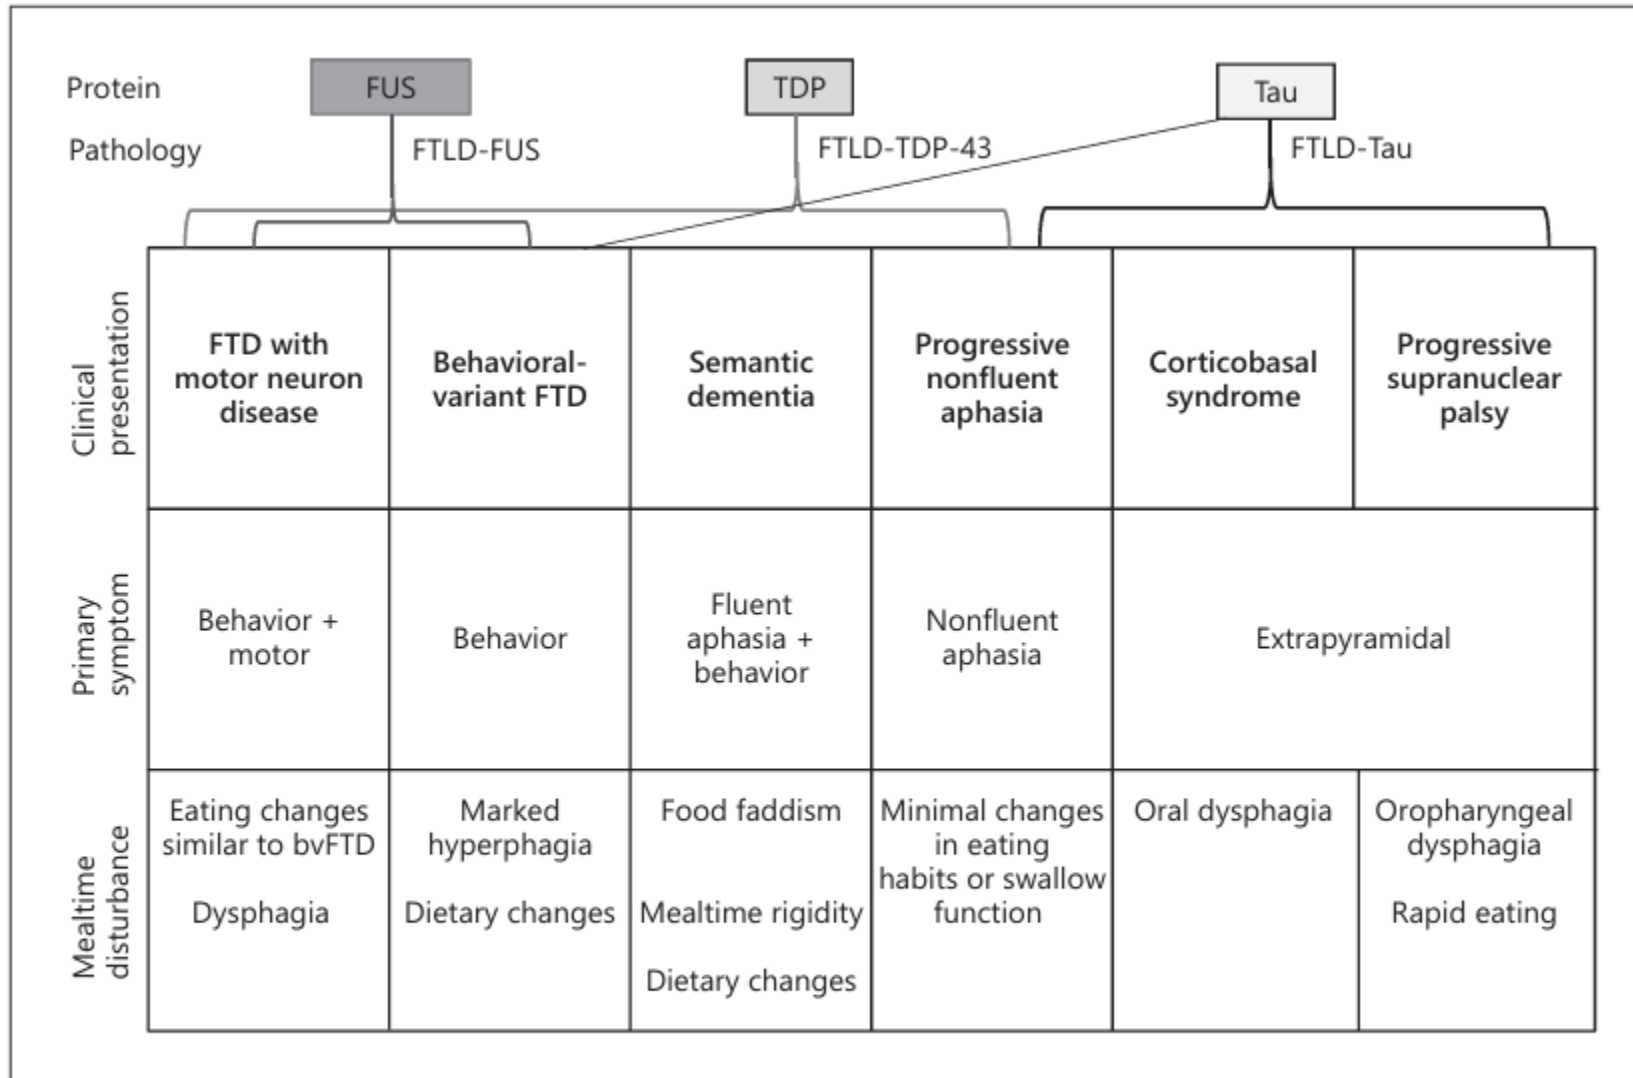 Protein
FUS
TDP
Tau
Pathology
FTLD-FUS
FTLD-TDP-43
FTLD-Tau
Clinical
presentation
FTD with
motor neuron
disease
Behavioral-
variant FTD
Semantic
dementia
Progressive
nonfluent
aphasia
Corticobasal
syndrome
Progressive
supranuclear
palsy
Primary
symptom
Behavior +
motor
Behavior
Fluent
aphasia +
behavior
Nonfluent
aphasia
Extrapyramidal
Mealtime
disturbance
Eating changes
similar to bvFTD
Dysphagia
Marked
hyperphagia
Dietary changes
Food faddism
Mealtime rigidity
Dietary changes
Minimal changes
in eating
habits or swallow
function
Oral dysphagia
Oropharyngeal
dysphagia
Rapid eating